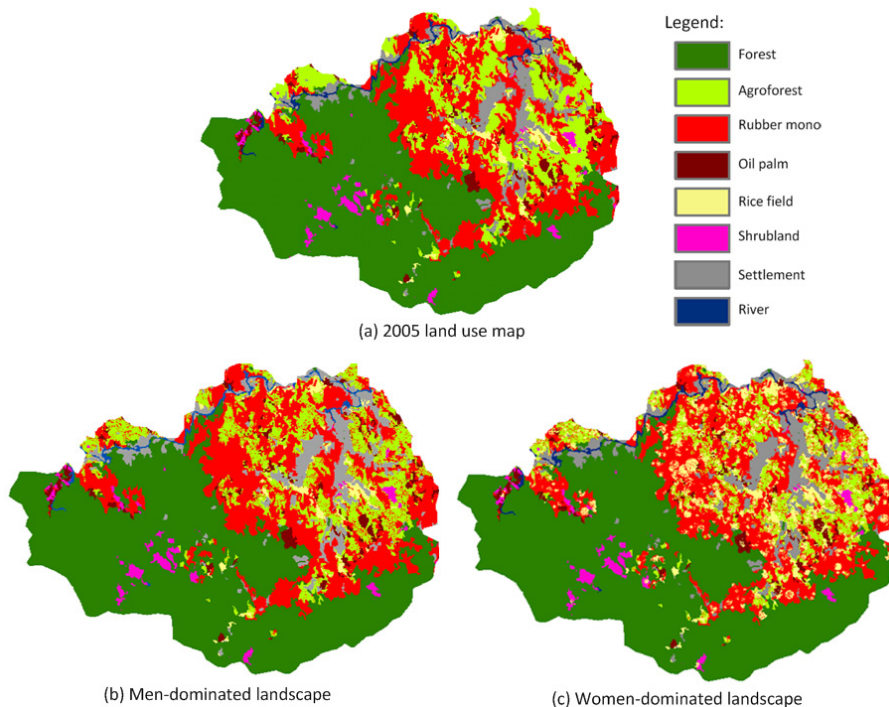 Legend:
Forest
Agroforest
Rubber mono
Oil palm
Rice field
Shrubland
Settlement
River
(a) 2005 land use map
(b) Men-dominated landscape
(c) Women-dominated landscape